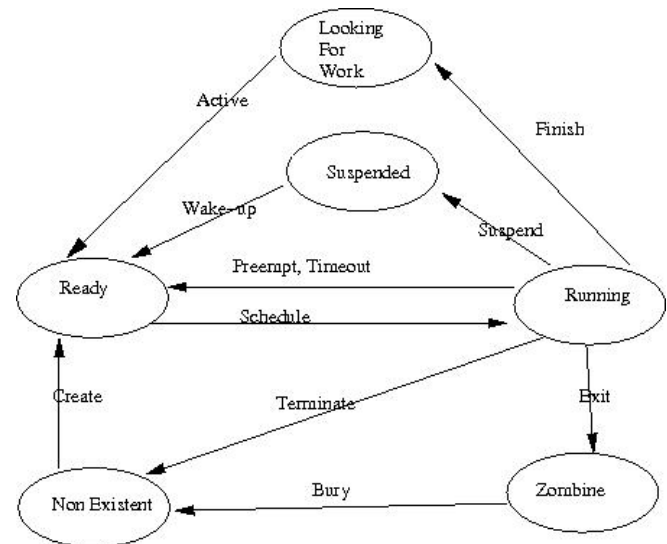 Looking
For
Work
Active
Finish
Suspended
Wake-up
Suspend
Preempt, Timeout
Ready
Running
Schedule
Create
Terminate
Exit
Bury
Non Existent
Zombine